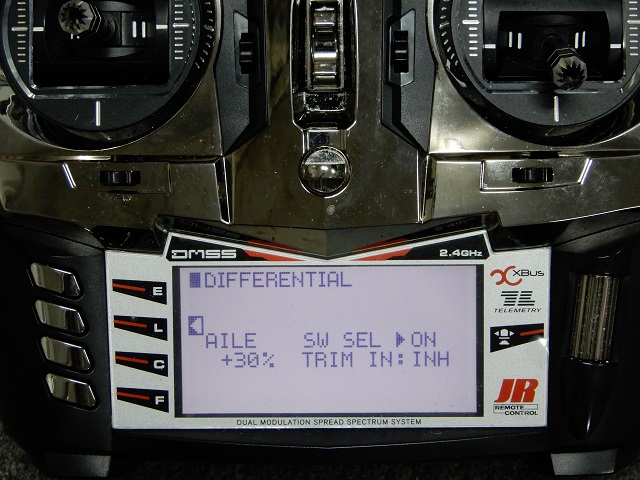 DMSS 2.4GHz
DIFFERENTIAL
AILE SW SEL ▶ON
+30% TRIM IN: INH
E
L
C
F
XBus
TELEMETRY
JR
REMOTE CONTROL
DUAL MODULATION SPREAD SPECTRUM SYSTEM